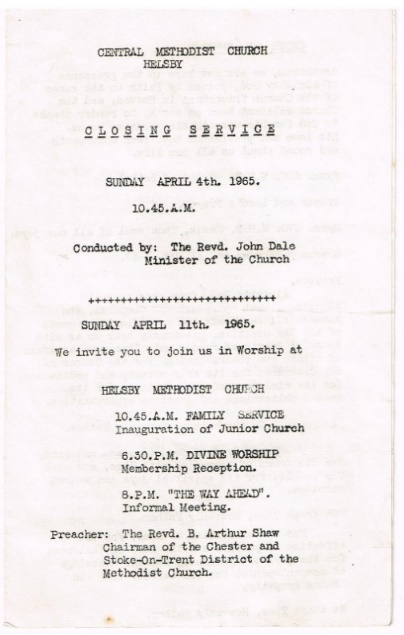 CENTRAL METHODIST CHURCH
HELSBY
CLOSING SERVICE
SUNDAY APRIL 4th. 1965.
10.45.A.M.
Conducted by: The Revd. John Dale
Minister of the Church
++++++++++++++++++++++++++++++
SUNDAY APRIL 11th. 1965.
We invite you to join us in Worship at
HELSBY METHODIST CHURCH
10.45.A.M. FAMILY SERVICE
Inauguration of Junior Church
6.30.P.M. DIVINE WORSHIP
Membership Reception.
8.P.M. "THE WAY AHEAD".
Informal Meeting.
Preacher: The Revd. B. Arthur Shaw
Chairman of the Chester and
Stoke-On-Trent District of the
Methodist Church.